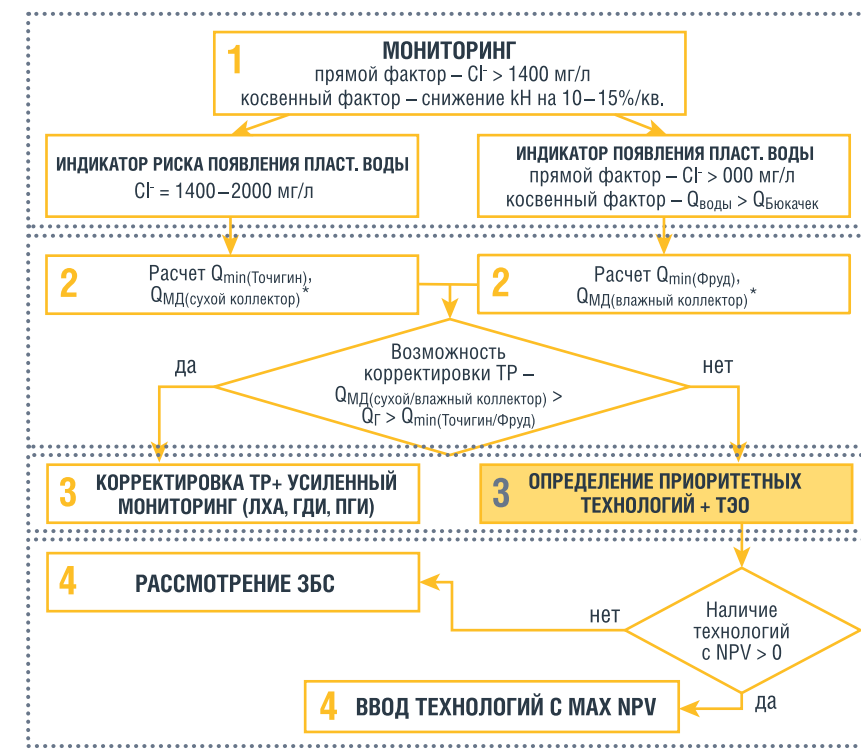 1
МОНИТОРИНГ
прямой фактор – Cl⁻ > 1400 мг/л
косвенный фактор – снижение kH на 10–15%/кв.
ИНДИКАТОР РИСКА ПОЯВЛЕНИЯ ПЛАСТ. ВОДЫ
Cl⁻ = 1400–2000 мг/л
ИНДИКАТОР ПОЯВЛЕНИЯ ПЛАСТ. ВОДЫ
прямой фактор – Cl⁻ > 000 мг/л
косвенный фактор – Qводы > QБюкачек
2
Расчет Qmin(Точигин),
QМД(сухой коллектор)*
2
Расчет Qmin(Фруд),
QМД(влажный коллектор)*
да
Возможность
корректировки ТР –
QМД(сухой/влажный коллектор) >
QГ > Qmin(Точигин/Фруд)
нет
3
КОРРЕКТИРОВКА ТР+ УСИЛЕННЫЙ
МОНИТОРИНГ (ЛХА, ГДИ, ПГИ)
3
ОПРЕДЕЛЕНИЕ ПРИОРИТЕТНЫХ
ТЕХНОЛОГИЙ + ТЭО
4
РАССМОТРЕНИЕ ЗБС
нет
Наличие
технологий
с NPV > 0
да
4
ВВОД ТЕХНОЛОГИЙ С MAX NPV